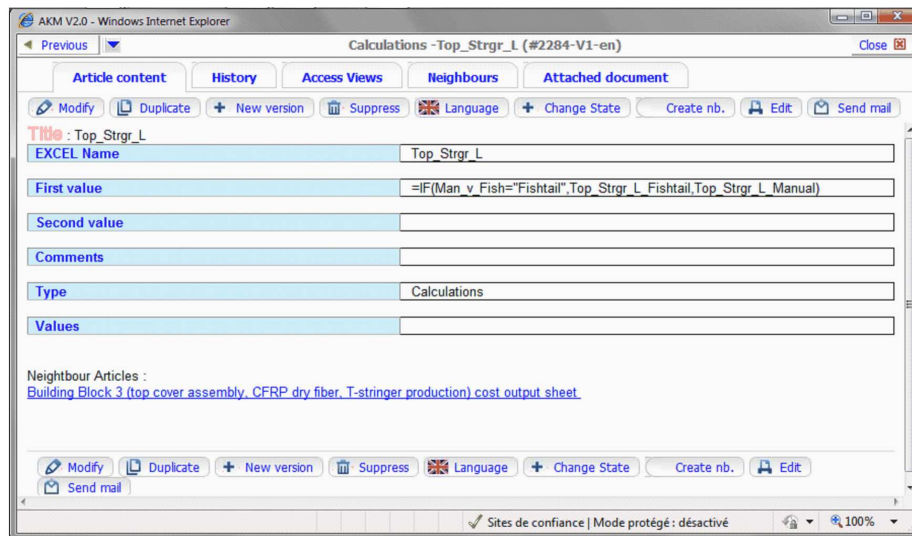 AKM V2.0 - Windows Internet Explorer
Previous Calculations -Top_Strgr_L (#2284-V1-en) Close
Article content History Access Views Neighbours Attached document
Modify Duplicate New version Suppress Language Change State Create nb. Edit Send mail
Title : Top_Strgr_L
EXCEL Name Top_Strgr_L
First value =IF(Man_v_Fish="Fishtail",Top_Strgr_L_Fishtail,Top_Strgr_L_Manual)
Second value
Comments
Type Calculations
Values
Neightbour Articles :
Building Block 3 (top cover assembly, CFRP dry fiber, T-stringer production) cost output sheet
Modify Duplicate New version Suppress Language Change State Create nb. Edit
Send mail
Sites de confiance | Mode protégé : désactivé 100%